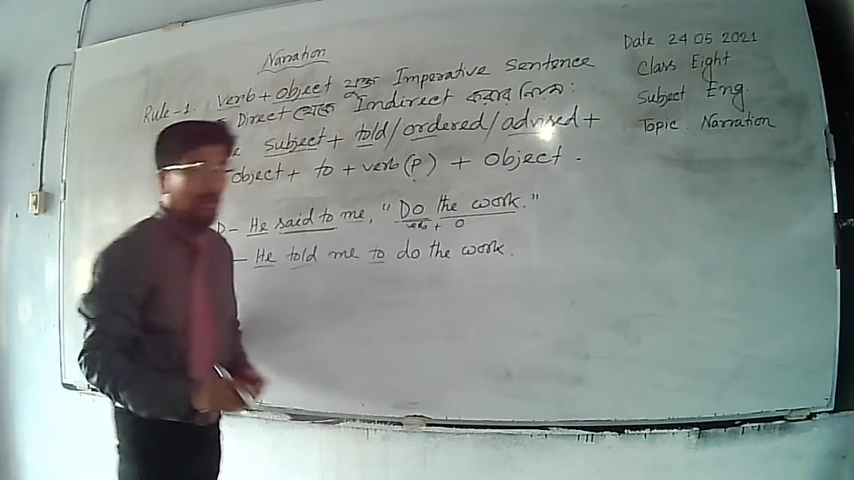 Narration
Date 24 05 2021
Class Eight
Subject Eng.
Topic Narration
Rule-1. Verb + object যুক্ত Imperative Sentence
Direct থেকে Indirect করার নিয়ম:
Subject + told/ordered/advised +
object + to + verb(p) + object.
D- He said to me, "Do the work."
verb + o
- He told me to do the work.